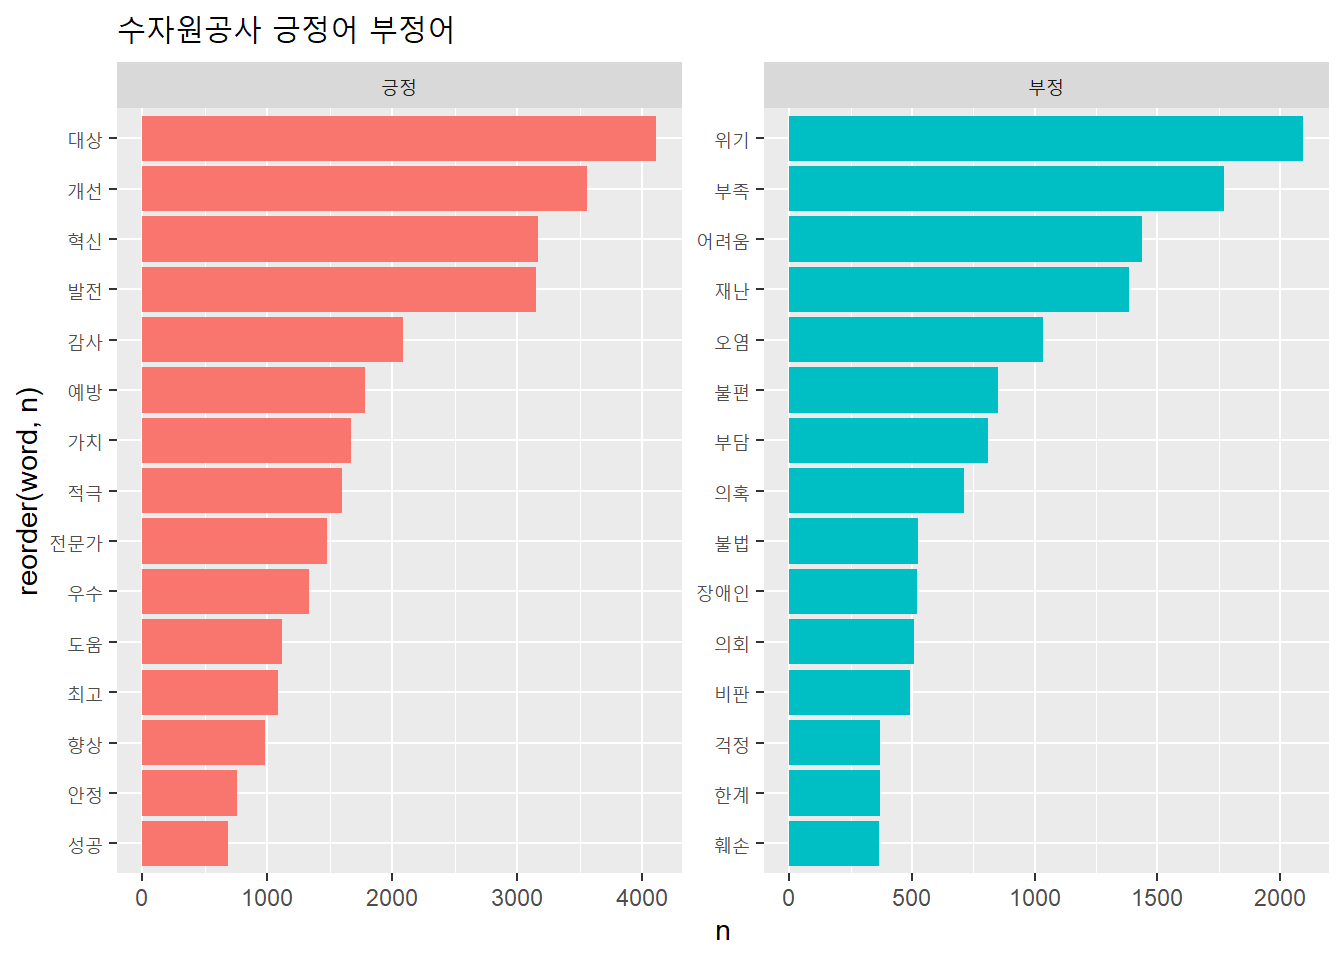 수자원공사 긍정어 부정어
긍정
부정
reorder(word, n)
대상
개선
혁신
발전
감사
예방
가치
적극
전문가
우수
도움
최고
향상
안정
성공
0 1000 2000 3000 4000
위기
부족
어려움
재난
오염
불편
부담
의혹
불법
장애인
의회
비판
걱정
한계
훼손
0 500 1000 1500 2000
n